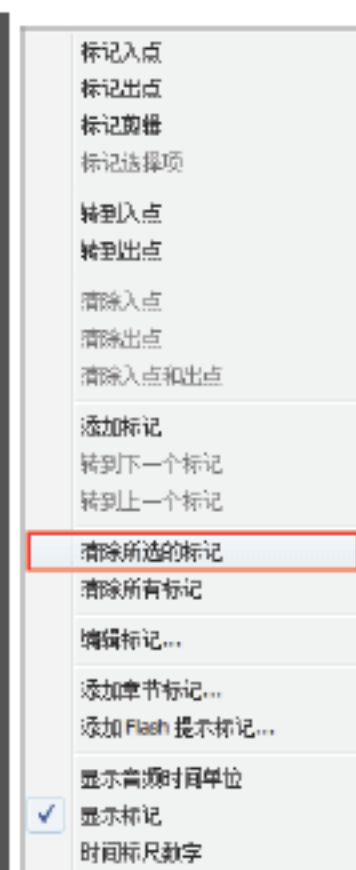 标记入点
标记出点
标记剪辑
标记选择项
转到入点
转到出点
清除入点
清除出点
清除入点和出点
添加标记
转到下一个标记
转到上一个标记
清除所选的标记
清除所有标记
编辑标记...
添加章节标记...
添加 Flash 提示标记...
显示音频时间单位
显示标记
时间标尺数字